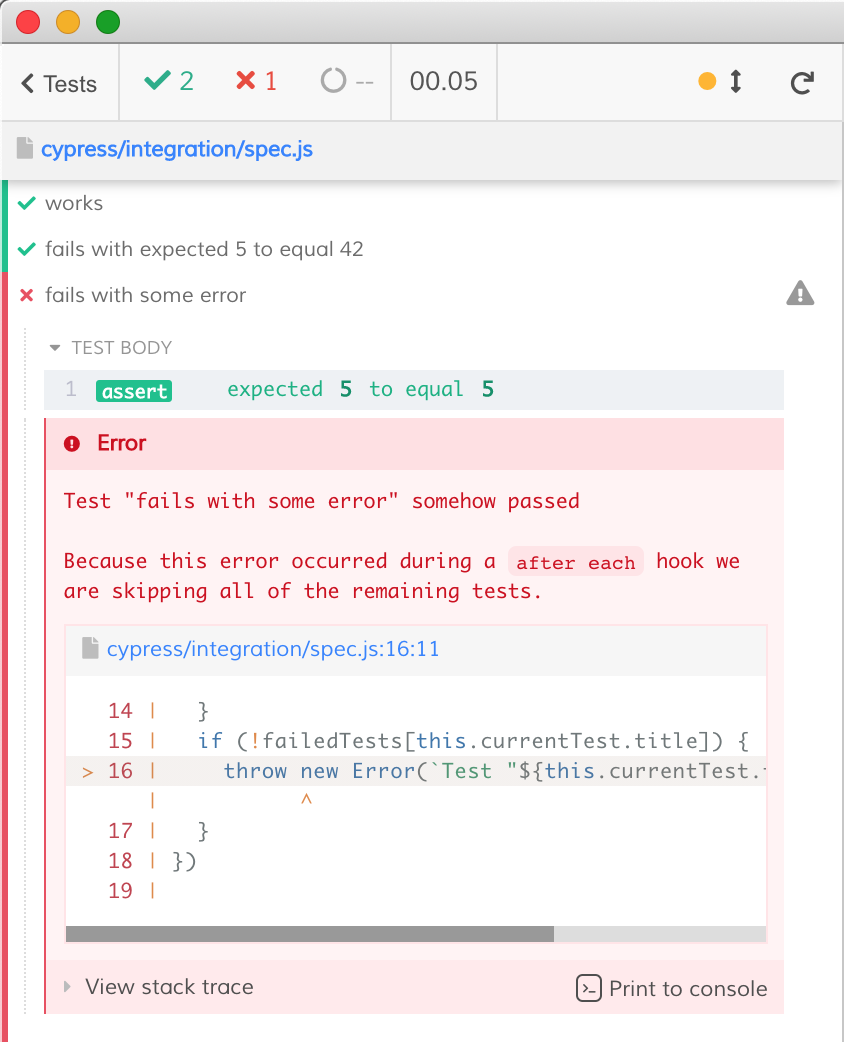 Tests 2 1 -- 00.05
cypress/integration/spec.js
works
fails with expected 5 to equal 42
fails with some error
TEST BODY
1 assert expected 5 to equal 5
Error
Test "fails with some error" somehow passed
Because this error occurred during a after each hook we
are skipping all of the remaining tests.
cypress/integration/spec.js:16:11
14 | }
15 | if (!failedTests[this.currentTest.title]) {
> 16 | throw new Error(`Test "${this.currentTest.
| ^
17 | }
18 | })
19 |
View stack trace
Print to console